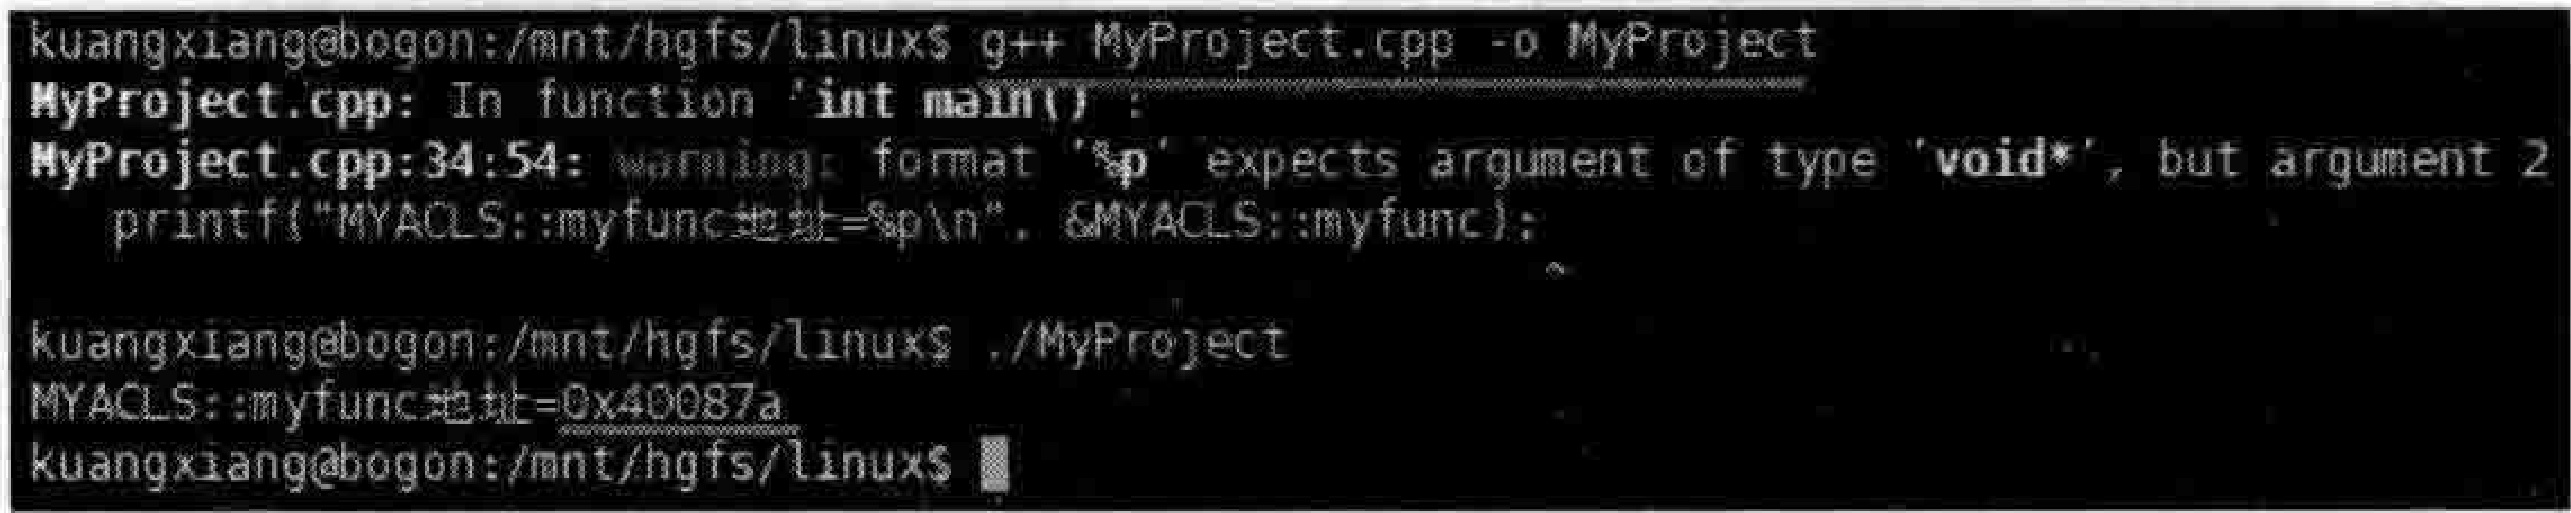 kuangxiang@bogon:/mnt/hgfs/linux$ g++ MyProject.cpp -o MyProject
MyProject.cpp: In function 'int main()':
MyProject.cpp:34:54: warning: format '%p' expects argument of type 'void*', but argument 2
printf("MYACLS::myfunc地址=%p\n", &MYACLS::myfunc);
^
kuangxiang@bogon:/mnt/hgfs/linux$ ./MyProject
MYACLS::myfunc地址=0x40087a
kuangxiang@bogon:/mnt/hgfs/linux$